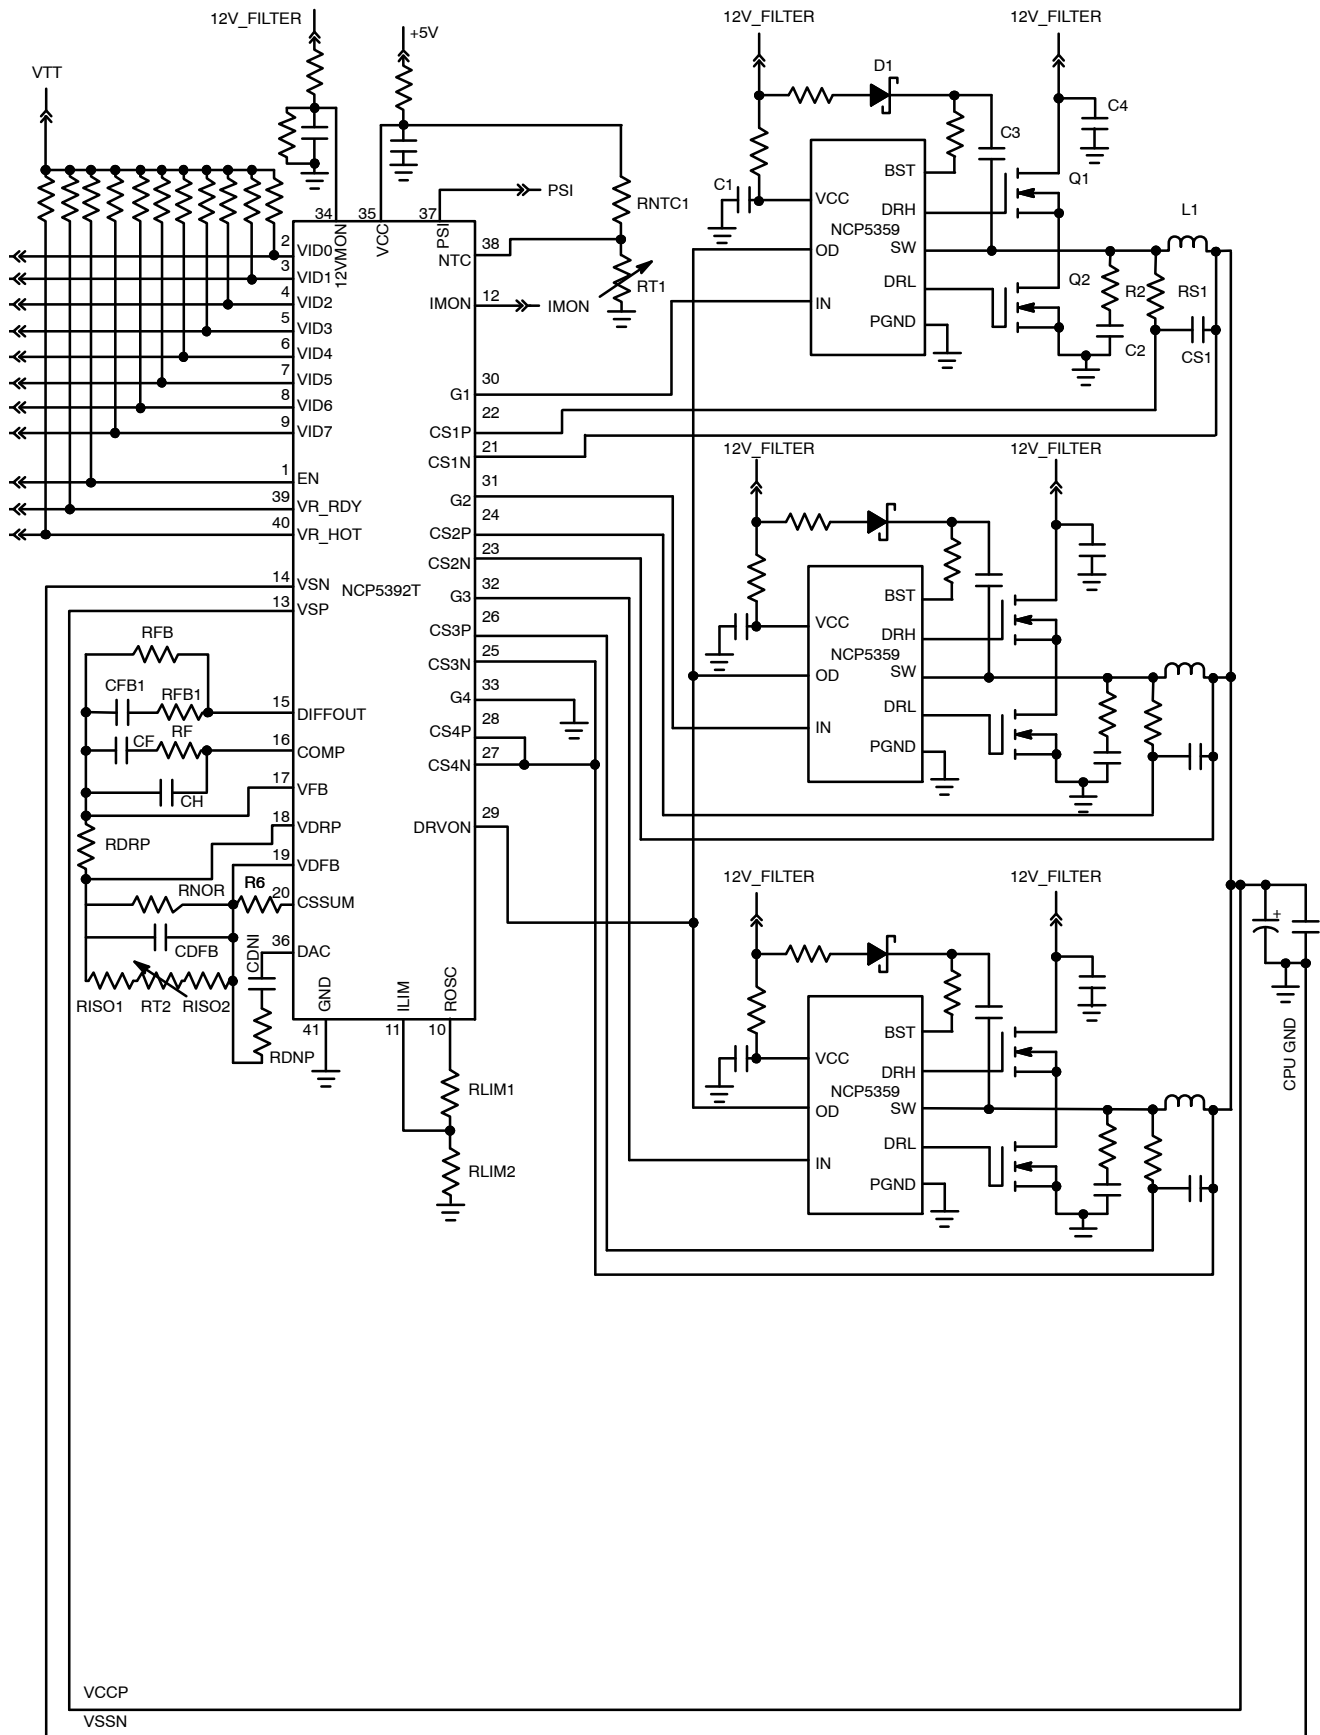 12V_FILTER
+5V
VTT
12V_FILTER
12V_FILTER
D1
C4
C3
C1
VCC
BST
DRH
NCP5359
OD
SW
DRL
IN
PGND
Q1
L1
Q2
R2
RS1
C2
CS1
34
35
37
12VMON
VCC
PSI
PSI
RNTC1
38
NTC
RT1
12
IMON
IMON
2
VID0
3
VID1
4
VID2
5
VID3
6
VID4
7
VID5
8
VID6
9
VID7
1
EN
39
VR_RDY
40
VR_HOT
14
VSN
13
VSP
NCP5392T
30
G1
22
CS1P
21
CS1N
31
G2
24
CS2P
23
CS2N
32
G3
26
CS3P
25
CS3N
33
G4
28
CS4P
27
CS4N
29
DRVON
RFB
CFB1
RFB1
15
DIFFOUT
CF
RF
16
COMP
CH
17
VFB
18
VDRP
RDRP
19
VDFB
RNOR
R6
20
CSSUM
CDFB
CDNI
36
DAC
RISO1
RT2
RISO2
RDNP
GND
ILIM
ROSC
41
11
10
RLIM1
RLIM2
12V_FILTER
12V_FILTER
VCC
BST
DRH
NCP5359
OD
SW
DRL
IN
PGND
12V_FILTER
12V_FILTER
VCC
BST
DRH
NCP5359
OD
SW
DRL
IN
PGND
+
CPU GND
VCCP
VSSN